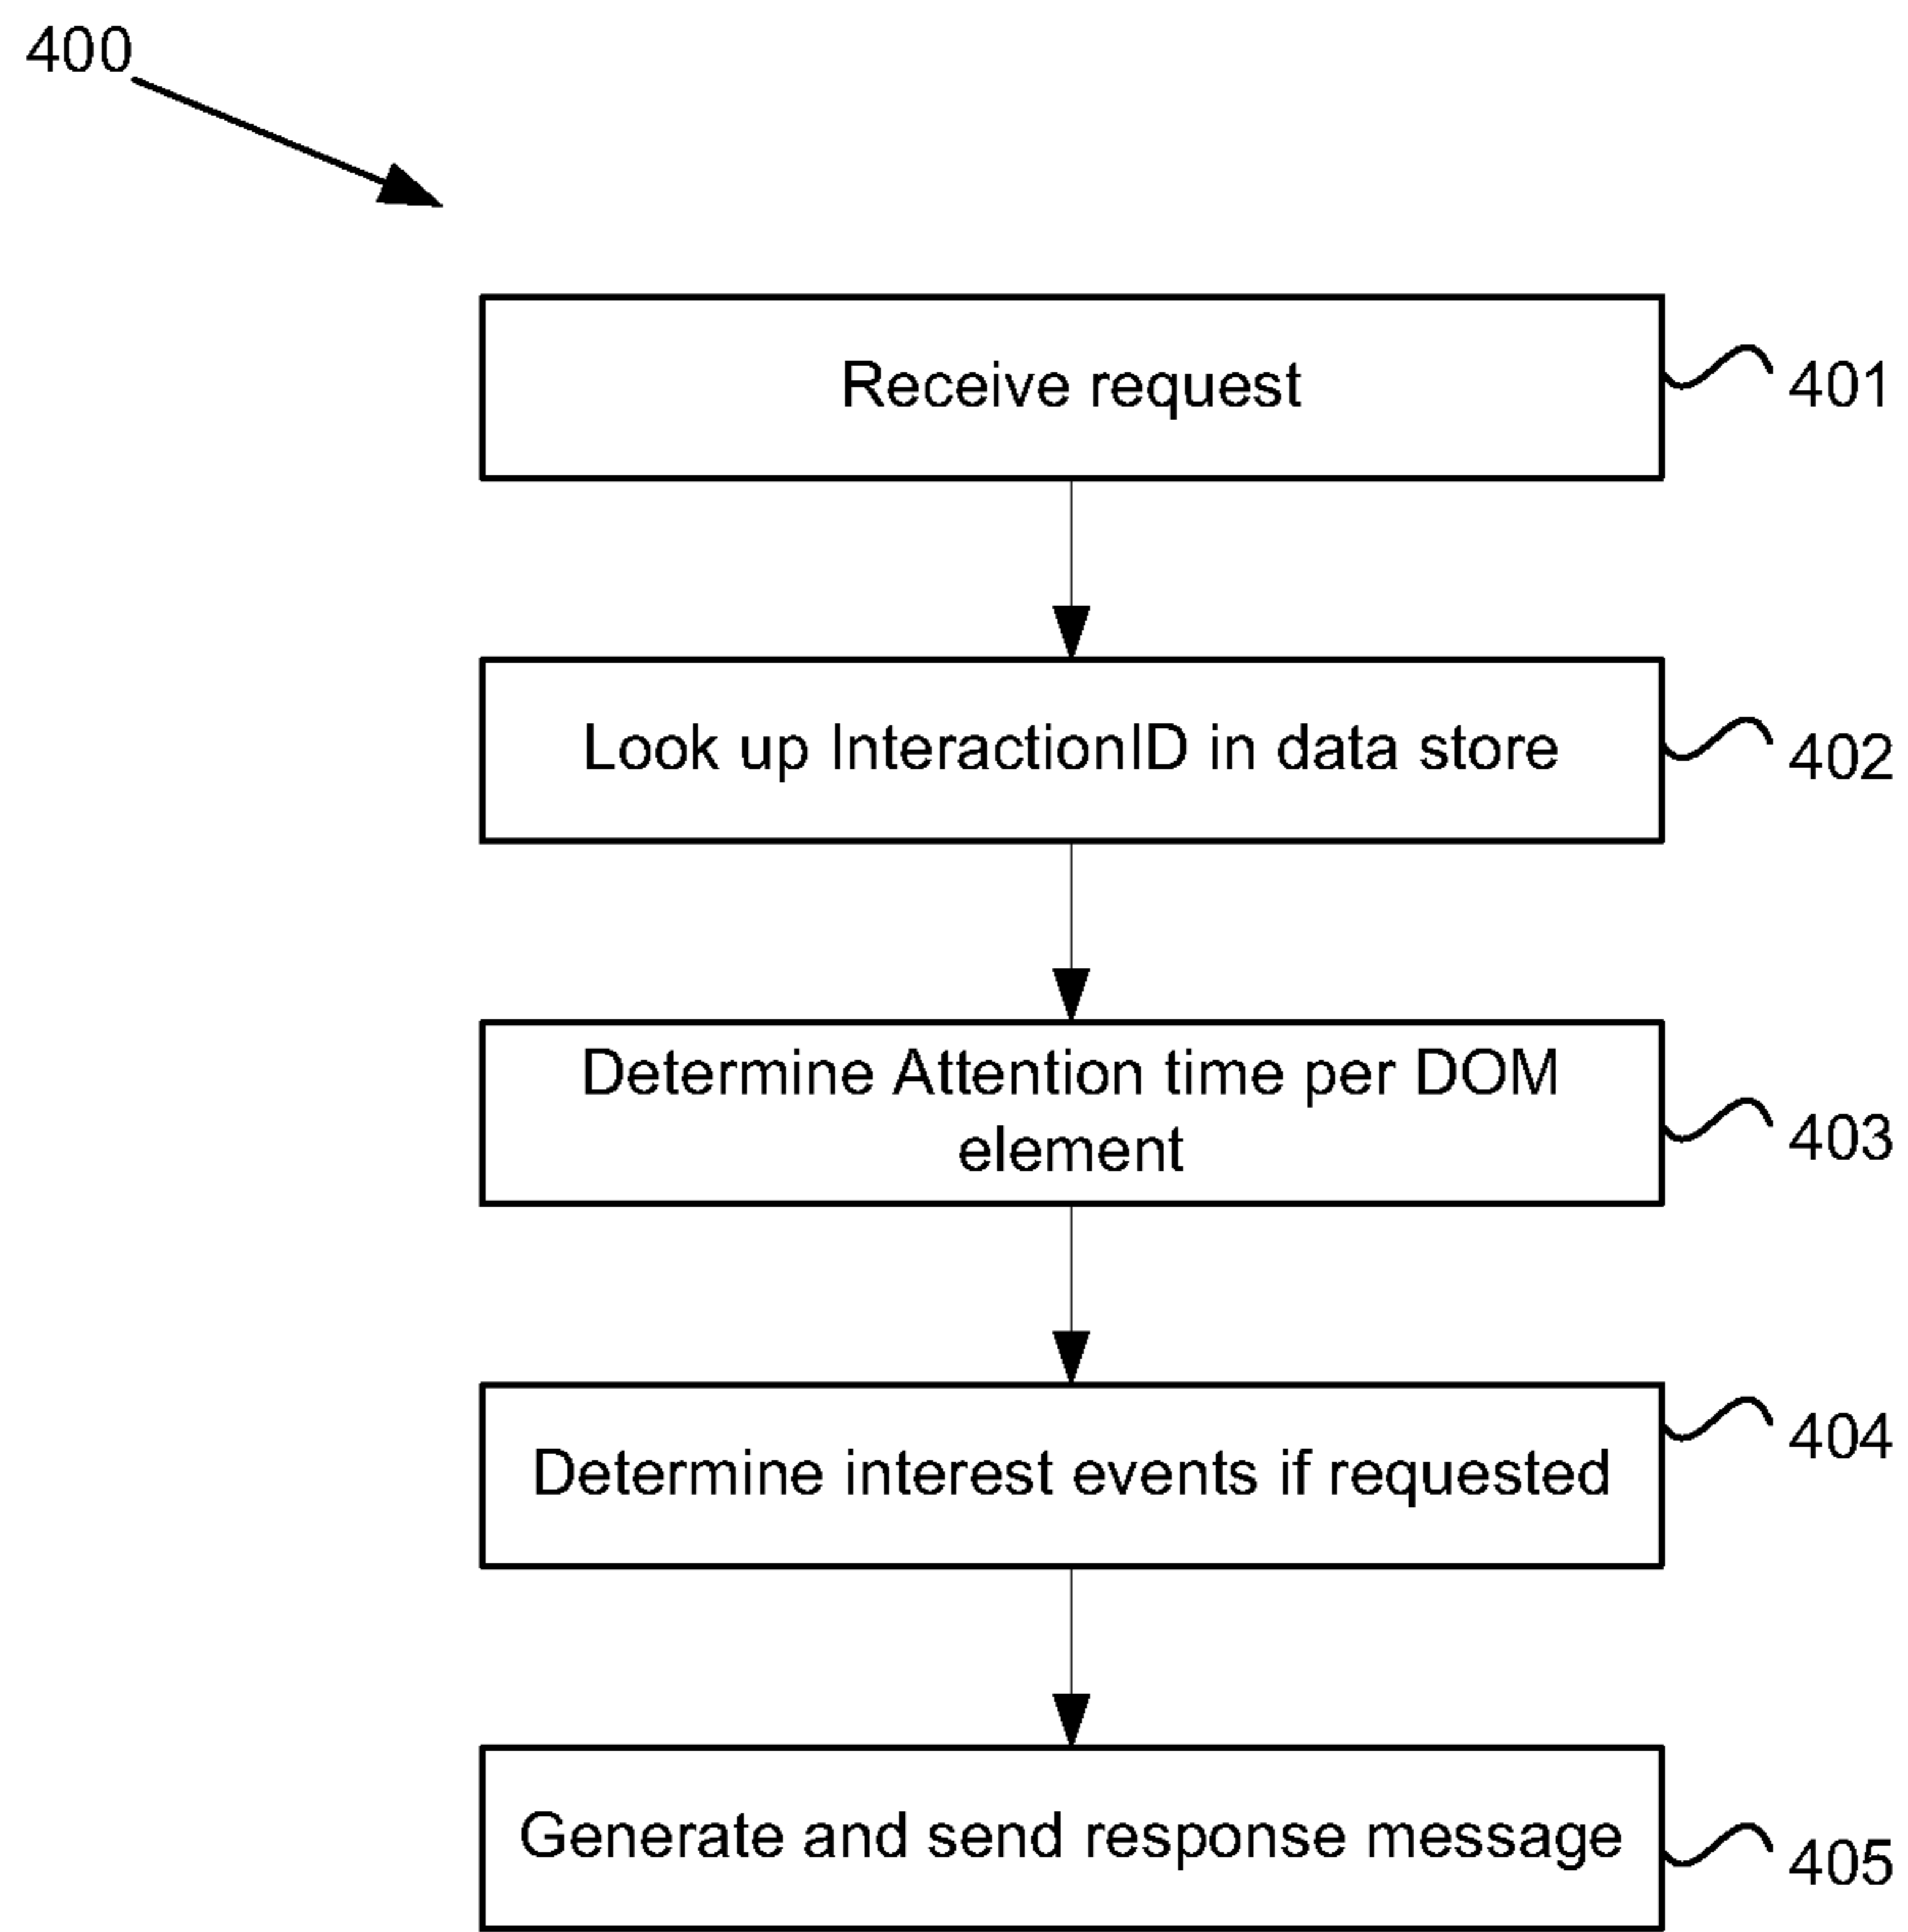 400
Receive request
401
Look up InteractionID in data store
402
Determine Attention time per DOM
element
403
Determine interest events if requested
404
Generate and send response message
405